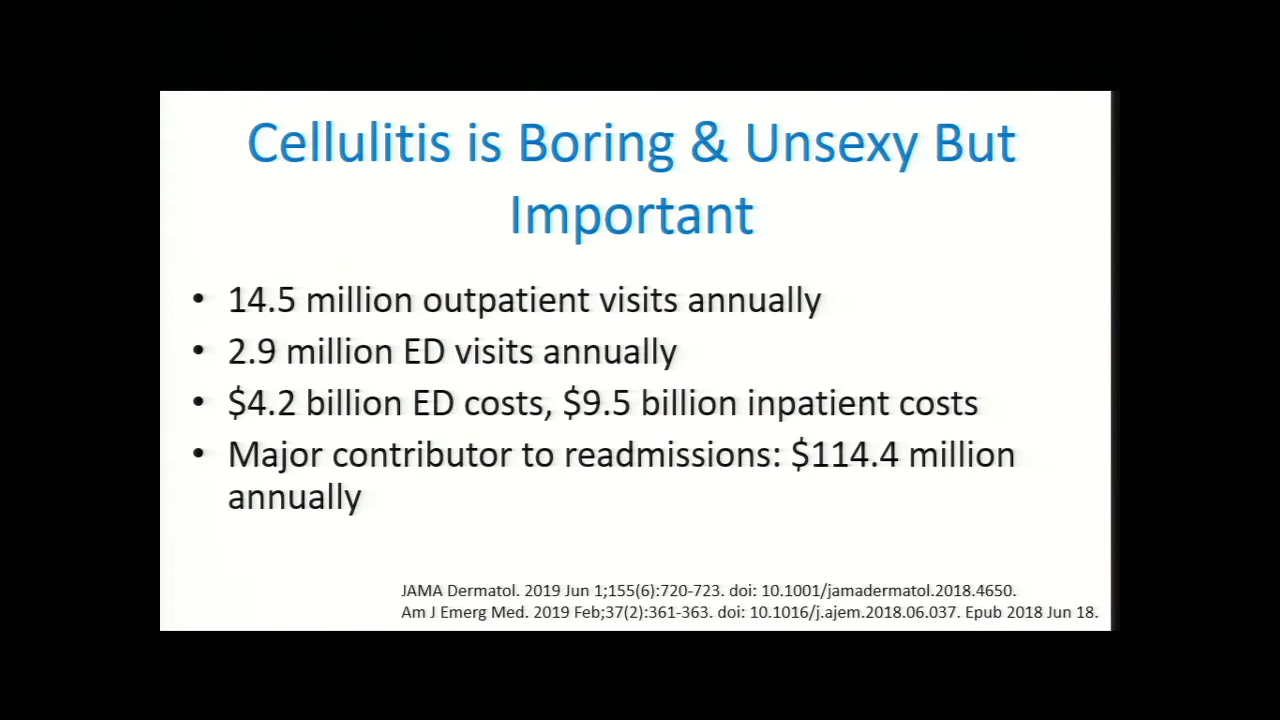 Cellulitis is Boring & Unsexy But
Important
• 14.5 million outpatient visits annually
• 2.9 million ED visits annually
• $4.2 billion ED costs, $9.5 billion inpatient costs
• Major contributor to readmissions: $114.4 million
annually
JAMA Dermatol. 2019 Jun 1;155(6):720-723. doi: 10.1001/jamadermatol.2018.4650.
Am J Emerg Med. 2019 Feb;37(2):361-363. doi: 10.1016/j.ajem.2018.06.037. Epub 2018 Jun 18.